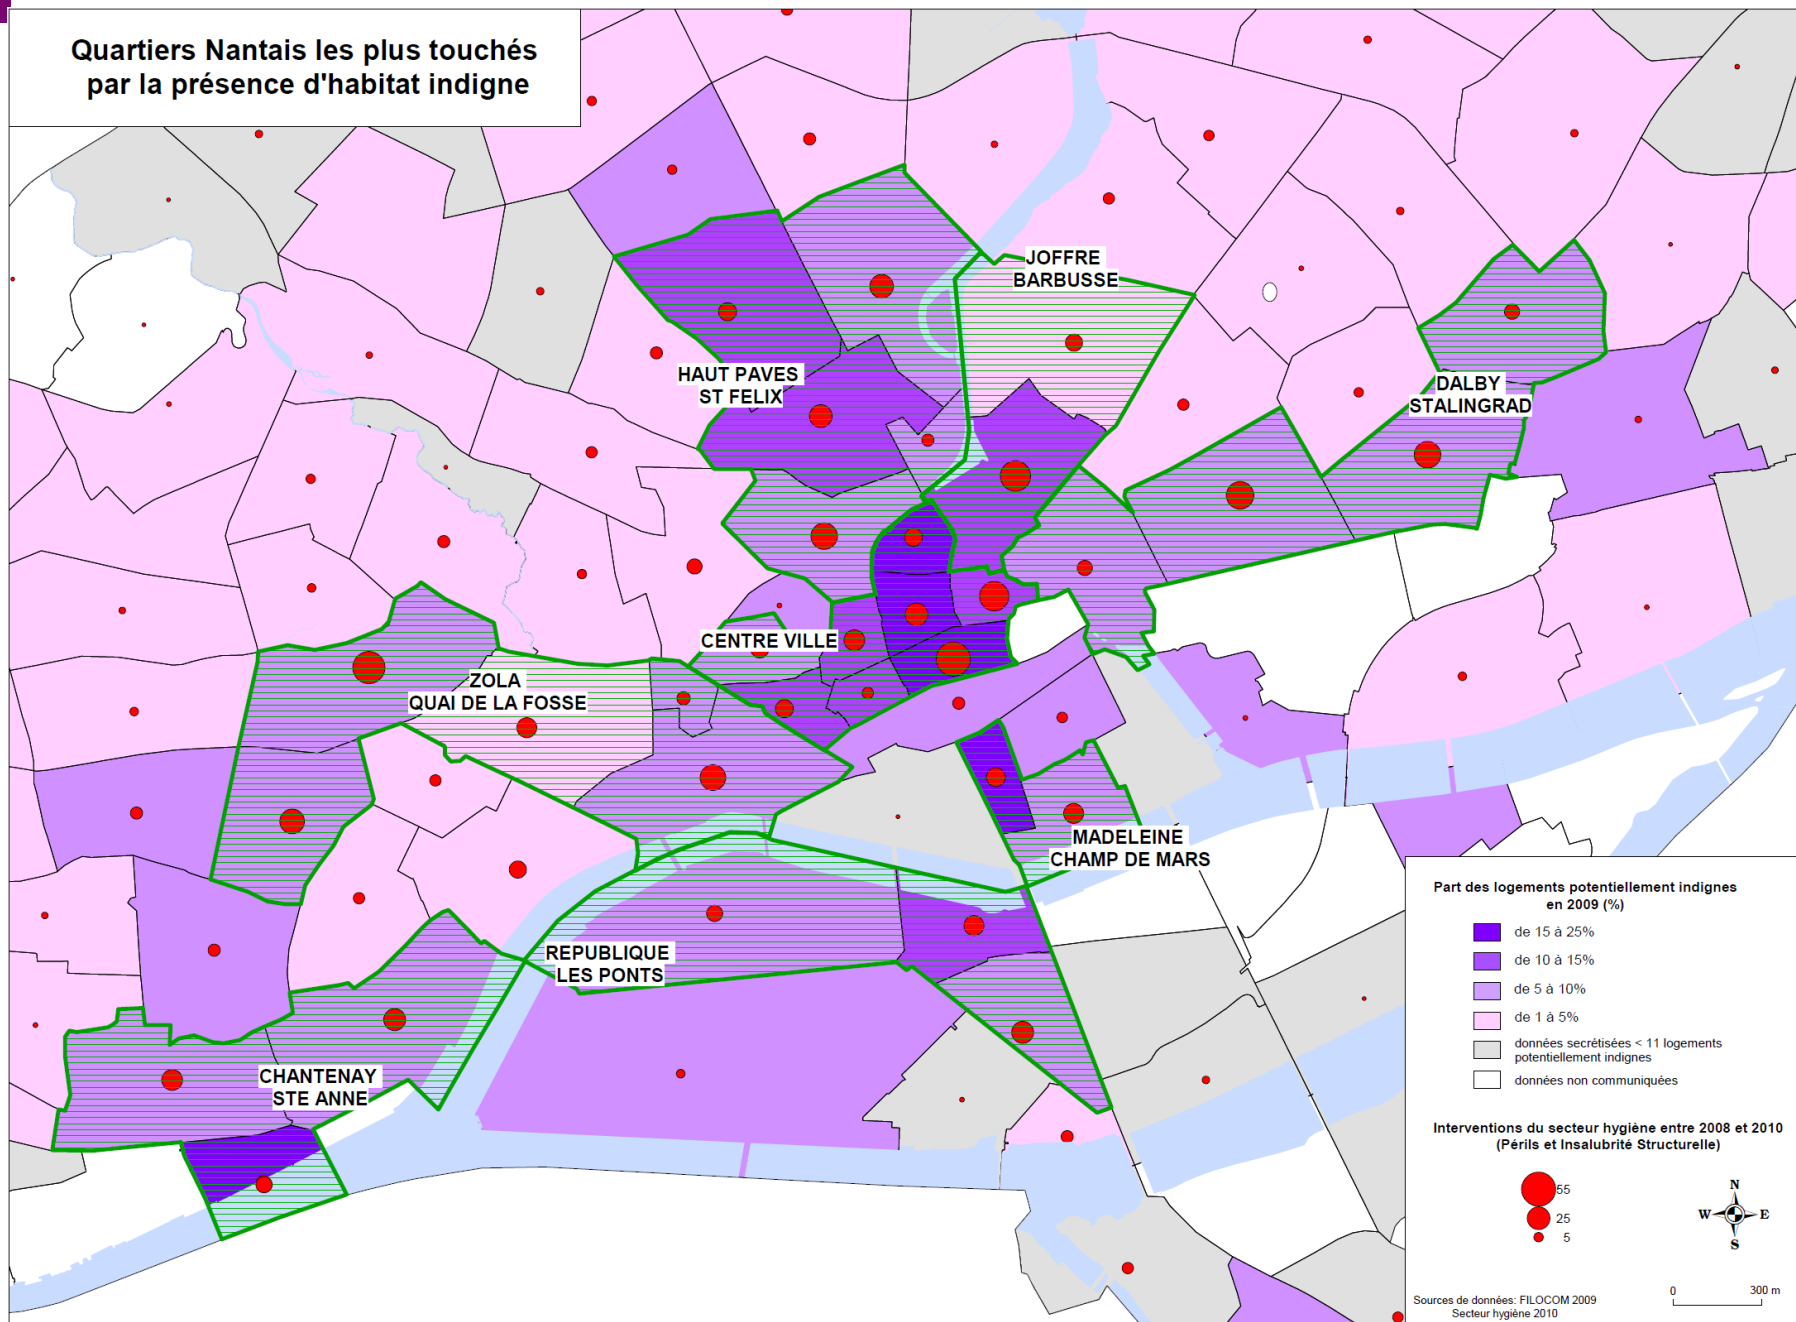 Quartiers Nantais les plus touchés
par la présence d'habitat indigne
JOFFRE
BARBUSSE
HAUT PAVES
ST FELIX
DALBY
STALINGRAD
CENTRE VILLE
ZOLA
QUAI DE LA FOSSE
MADELEINE
CHAMP DE MARS
REPUBLIQUE
LES PONTS
CHANTENAY
STE ANNE
Part des logements potentiellement indignes
en 2009 (%)
de 15 à 25%
de 10 à 15%
de 5 à 10%
de 1 à 5%
données secrétisées < 11 logements
potentiellement indignes
données non communiquées
Interventions du secteur hygiène entre 2008 et 2010
(Périls et Insalubrité Structurelle)
55
25
5
N
W E
S
0 300 m
Sources de données: FILOCOM 2009
Secteur hygiène 2010